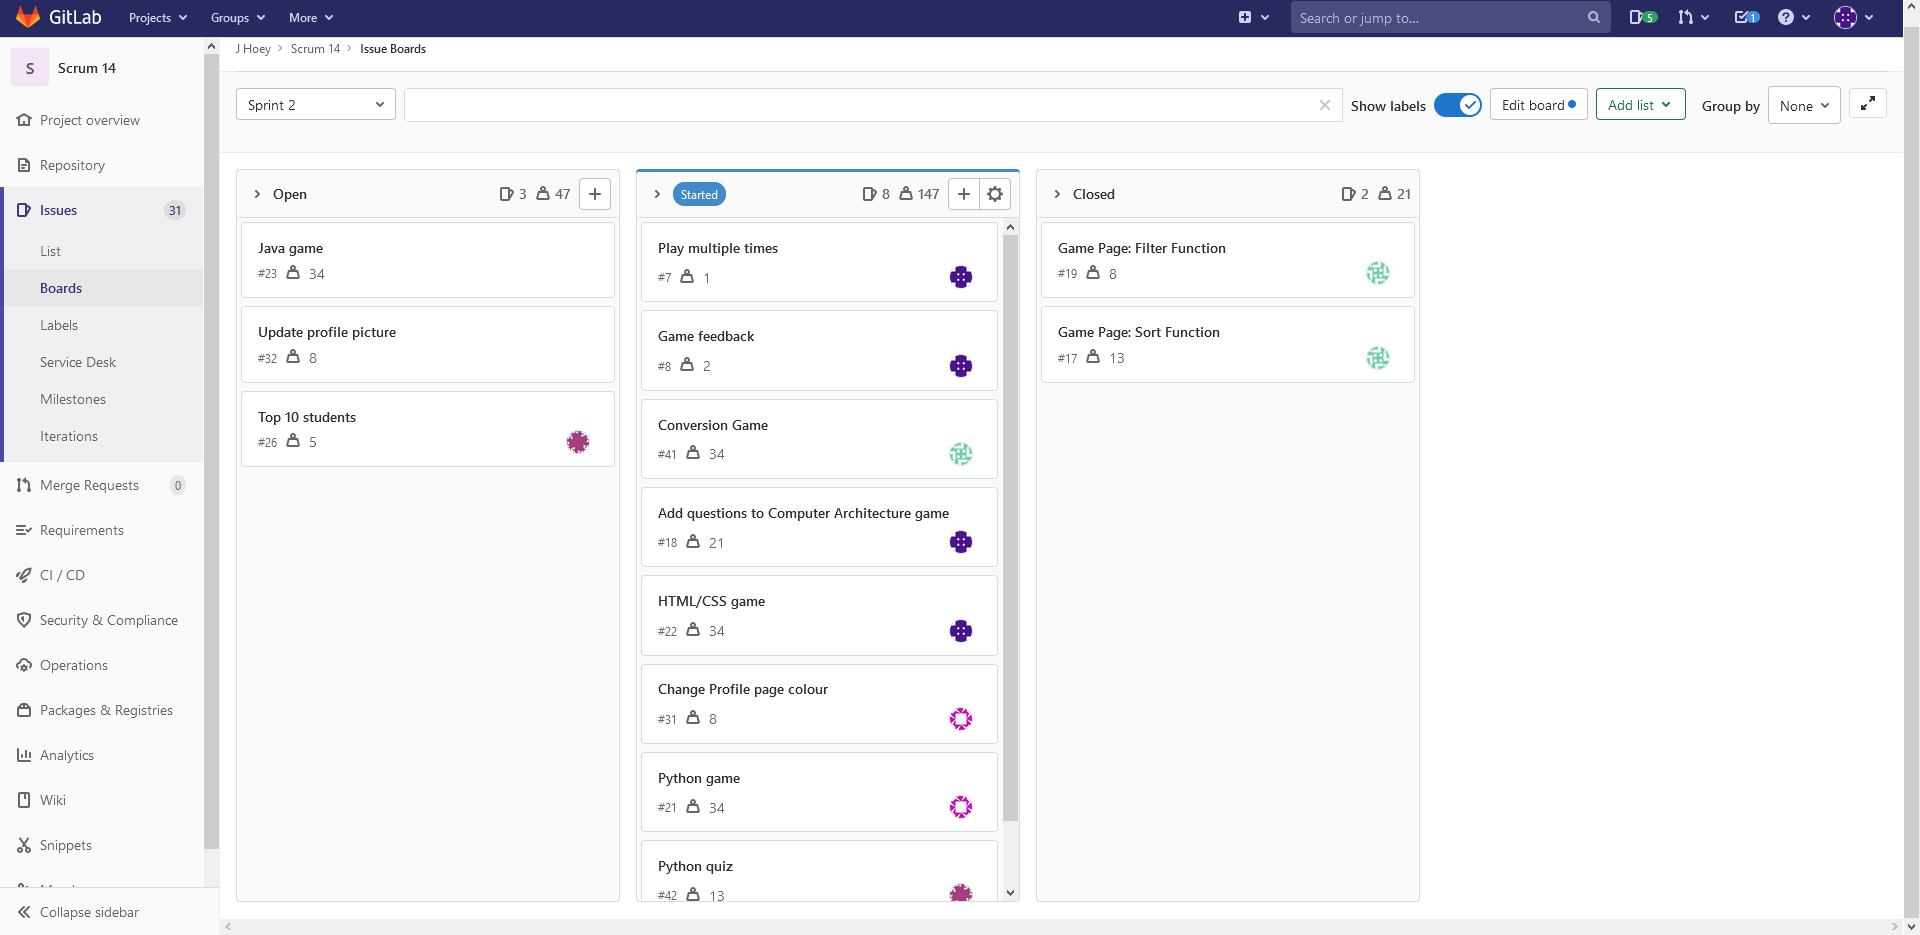 GitLab Projects Groups More Search or jump to... 5 1
J Hoey > Scrum 14 > Issue Boards
S Scrum 14
Project overview
Repository
Issues 31
List
Boards
Labels
Service Desk
Milestones
Iterations
Merge Requests 0
Requirements
CI / CD
Security & Compliance
Operations
Packages & Registries
Analytics
Wiki
Snippets
Collapse sidebar
Sprint 2 Show labels Edit board Add list Group by None
Open 3 47
Java game
#23 34
Update profile picture
#32 8
Top 10 students
#26 5
Started 8 147
Play multiple times
#7 1
Game feedback
#8 2
Conversion Game
#41 34
Add questions to Computer Architecture game
#18 21
HTML/CSS game
#22 34
Change Profile page colour
#31 8
Python game
#21 34
Python quiz
#42 13
Closed 2 21
Game Page: Filter Function
#19 8
Game Page: Sort Function
#17 13